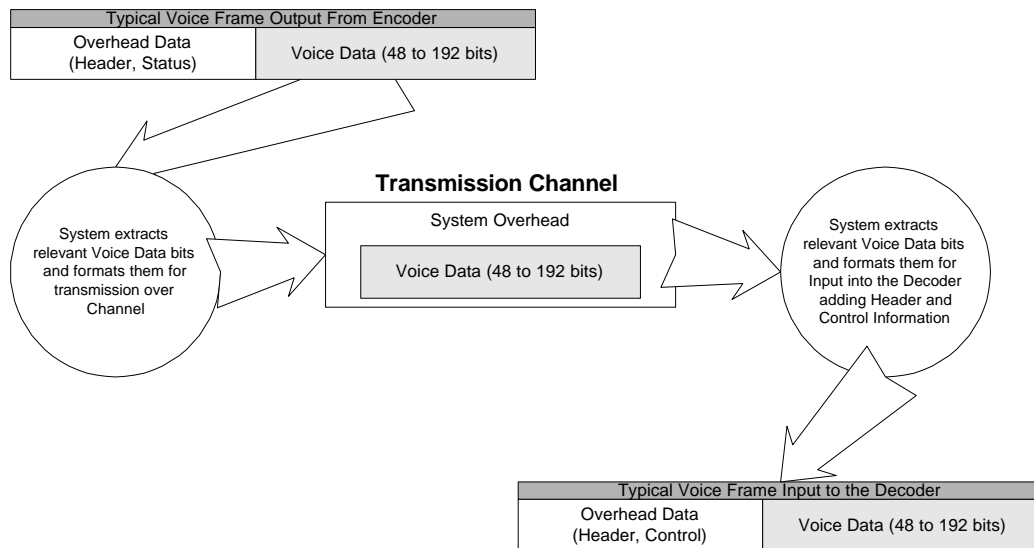 Typical Voice Frame Output From Encoder
Overhead Data
(Header, Status)
Voice Data (48 to 192 bits)
Transmission Channel
System Overhead
Voice Data (48 to 192 bits)
System extracts
relevant Voice Data bits
and formats them for
transmission over
Channel
System extracts
relevant Voice Data bits
and formats them for
Input into the Decoder
adding Header and
Control Information
Typical Voice Frame Input to the Decoder
Overhead Data
(Header, Control)
Voice Data (48 to 192 bits)